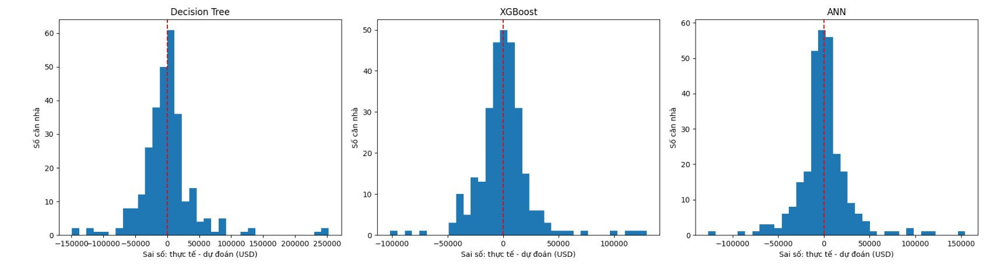 Decision Tree
60
50
40
30
20
10
0
Số căn nhà
−150000 −100000 −50000 0 50000 100000 150000 200000 250000
Sai số: thực tế - dự đoán (USD)
XGBoost
50
40
30
20
10
0
Số căn nhà
−100000 −50000 0 50000 100000
Sai số: thực tế - dự đoán (USD)
ANN
60
50
40
30
20
10
0
Số căn nhà
−100000 −50000 0 50000 100000 150000
Sai số: thực tế - dự đoán (USD)